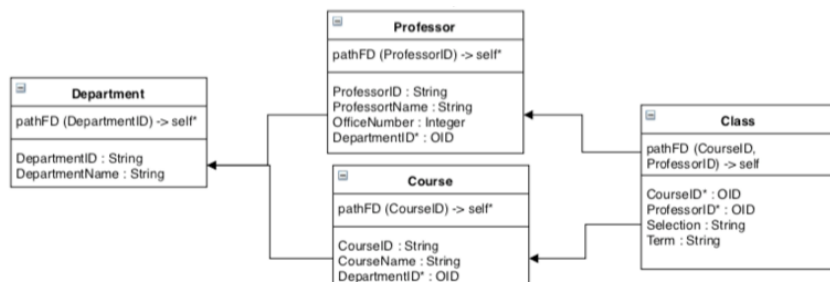 Department
pathFD (DepartmentID) -> self*
DepartmentID : String
DepartmentName : String
Professor
pathFD (ProfessorID) -> self*
ProfessorID : String
ProfessortName : String
OfficeNumber : Integer
DepartmentID* : OID
Course
pathFD (CourseID) -> self*
CourseID : String
CourseName : String
DepartmentID* : OID
Class
pathFD (CourseID,
ProfessorID) -> self
CourseID* : OID
ProfessorID* : OID
Selection : String
Term : String